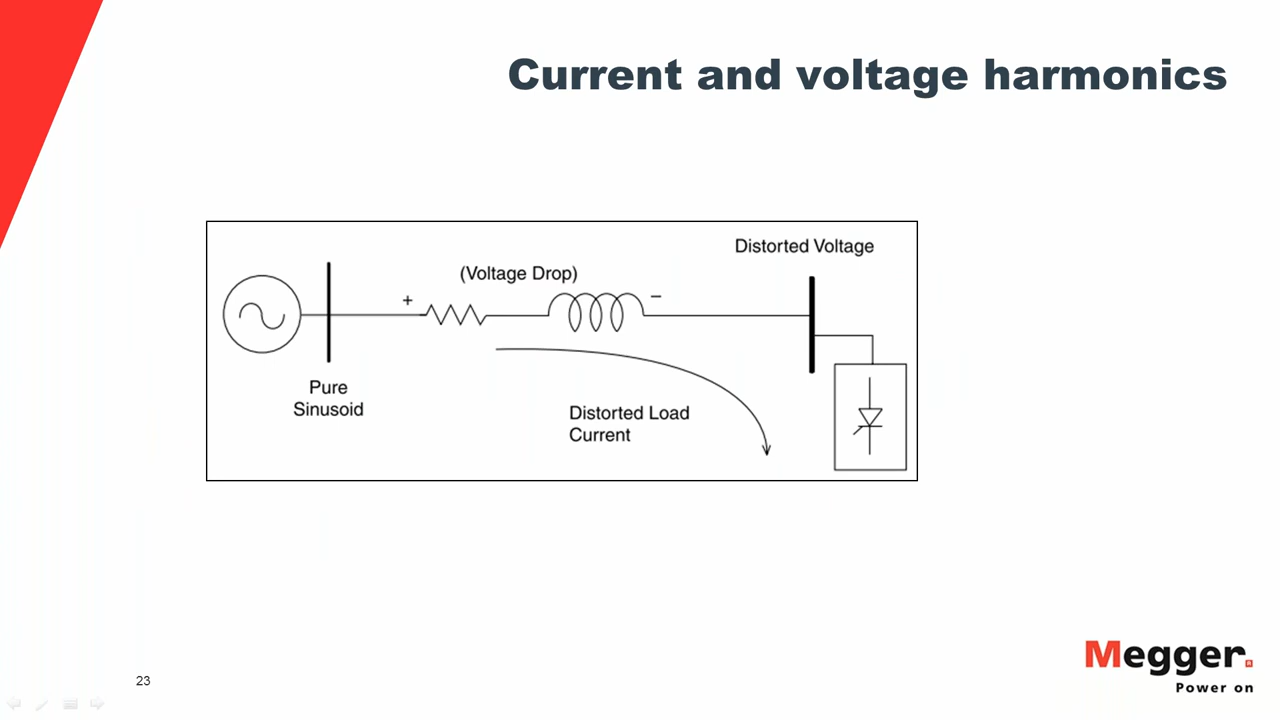 Current and voltage harmonics
Distorted Voltage
(Voltage Drop)
+
–
Pure
Sinusoid
Distorted Load
Current
Megger®
Power on
23